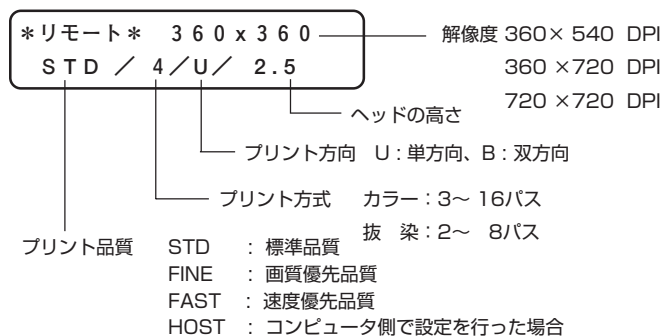 ＊リモート＊ 360x360
STD / 4/U/ 2.5
解像度 360× 540 DPI
360 ×720 DPI
720 ×720 DPI
ヘッドの高さ
プリント方向 U：単方向、B：双方向
プリント方式 カラー：3～ 16パス
抜 染：2～ 8パス
プリント品質 STD ：標準品質
FINE ：画質優先品質
FAST ：速度優先品質
HOST ：コンピュータ側で設定を行った場合